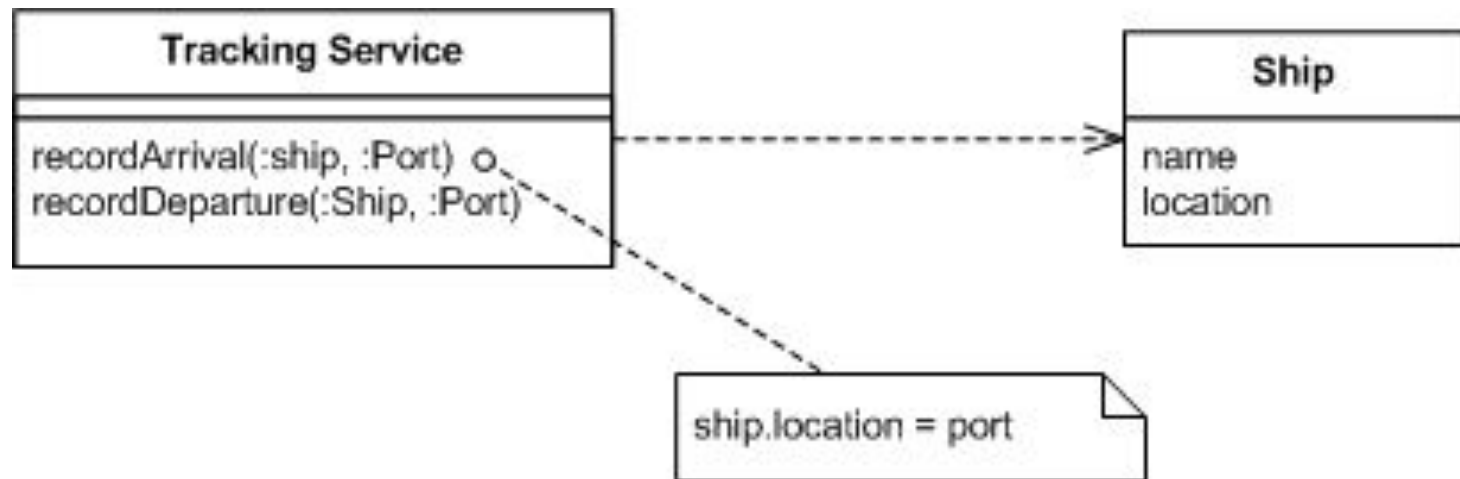 Tracking Service
recordArrival(:ship, :Port)
recordDeparture(:Ship, :Port)
Ship
name
location
ship.location = port